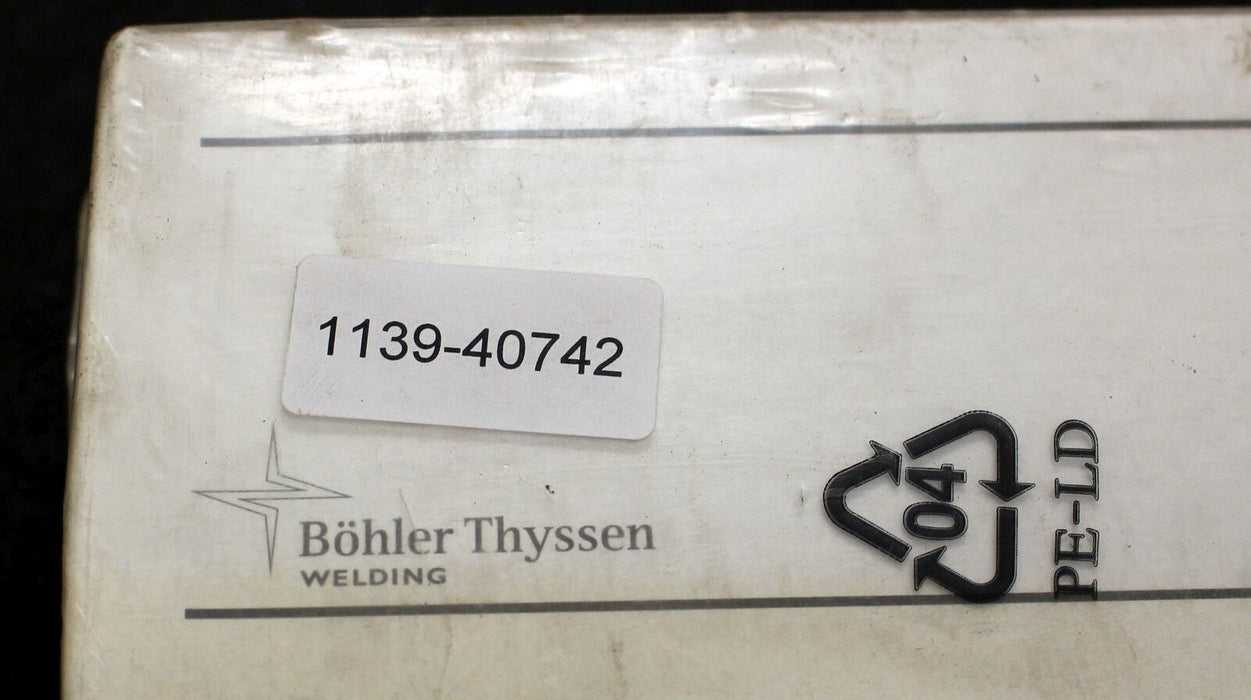 1139-40742
Böhler Thyssen
WELDING
04
PE-LD